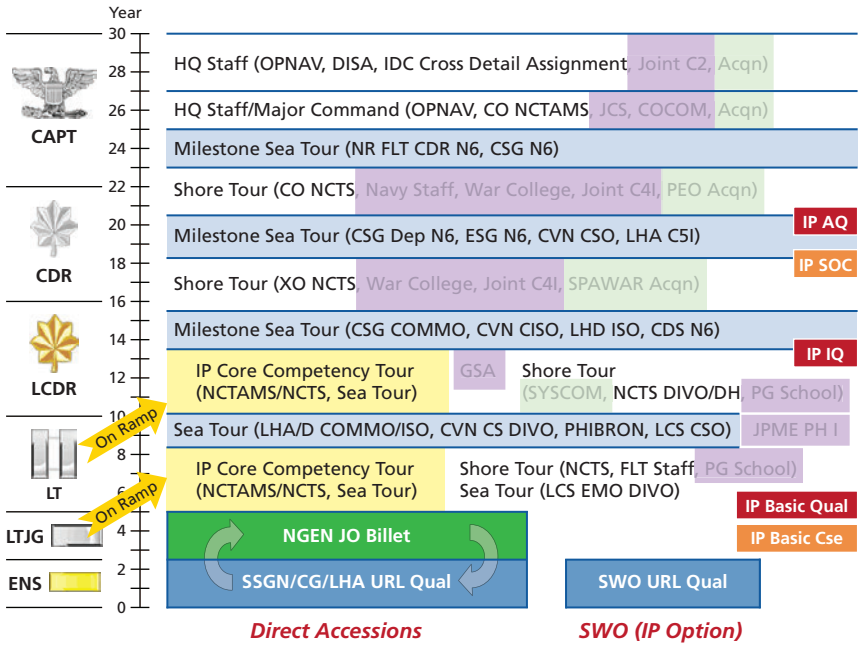 Year
30
HQ Staff (OPNAV, DISA, IDC Cross Detail Assignment, Joint C2, Acqn)
28
26
HQ Staff/Major Command (OPNAV, CO NCTAMS, JCS, COCOM, Acqn)
CAPT
24
Milestone Sea Tour (NR FLT CDR N6, CSG N6)
22
Shore Tour (CO NCTS, Navy Staff, War College, Joint C4I, PEO Acqn)
20
IP AQ
Milestone Sea Tour (CSG Dep N6, ESG N6, CVN CSO, LHA C5I)
18
IP SOC
CDR
Shore Tour (XO NCTS, War College, Joint C4I, SPAWAR Acqn)
16
14
Milestone Sea Tour (CSG COMMO, CVN CISO, LHD ISO, CDS N6)
IP IQ
LCDR
12
IP Core Competency Tour
(NCTAMS/NCTS, Sea Tour)
GSA
Shore Tour
(SYSCOM, NCTS DIVO/DH, PG School)
10
On Ramp
Sea Tour (LHA/D COMMO/ISO, CVN CS DIVO, PHIBRON, LCS CSO)
JPME PH I
8
LT
IP Core Competency Tour
(NCTAMS/NCTS, Sea Tour)
Shore Tour (NCTS, FLT Staff, PG School)
Sea Tour (LCS EMO DIVO)
6
On Ramp
IP Basic Qual
LTJG
4
NGEN JO Billet
IP Basic Cse
ENS
2
SSGN/CG/LHA URL Qual
SWO URL Qual
0
Direct Accessions
SWO (IP Option)